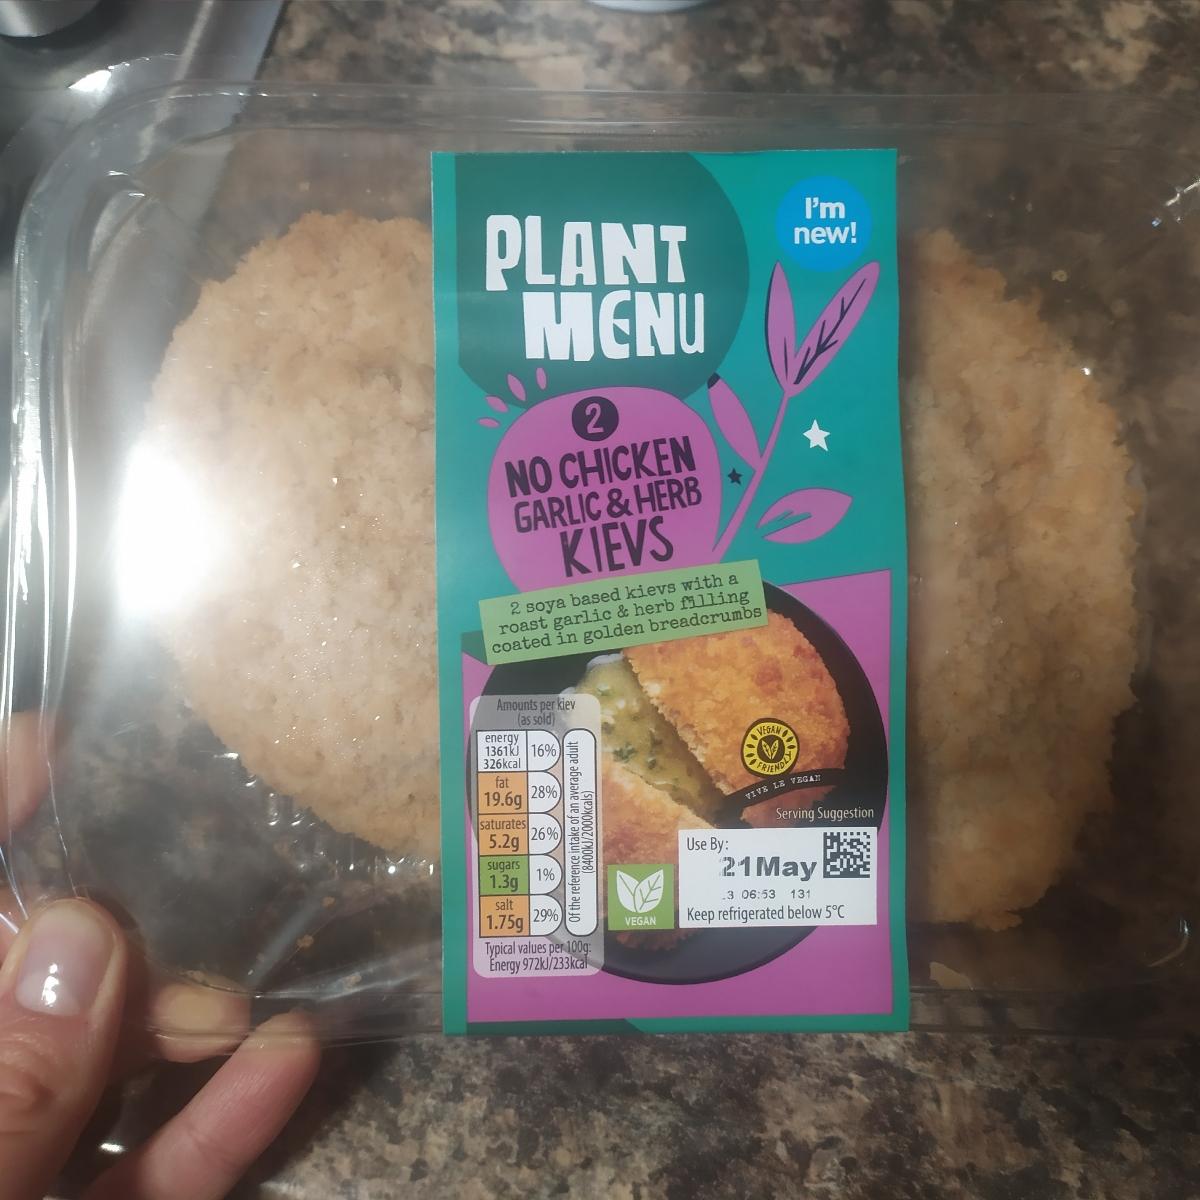 PLANT
MENU
I'm
new!
2
NO CHICKEN
GARLIC & HERB
KIEVS
2 soya based kievs with a
roast garlic & herb filling
coated in golden breadcrumbs
Amounts per kiev
(as sold)
energy
1361kJ
326kcal
16%
fat
19.6g
28%
saturates
5.2g
26%
sugars
1.3g
1%
salt
1.75g
29%
Of the reference intake of an average adult
(8400kJ/2000kcals)
Typical values per 100g:
Energy 972kJ/233kcal
VEGAN
FRIENDLY
VIVE LE VEGAN
Serving Suggestion
VEGAN
Use By:
21 May
06:53 131
Keep refrigerated below 5°C